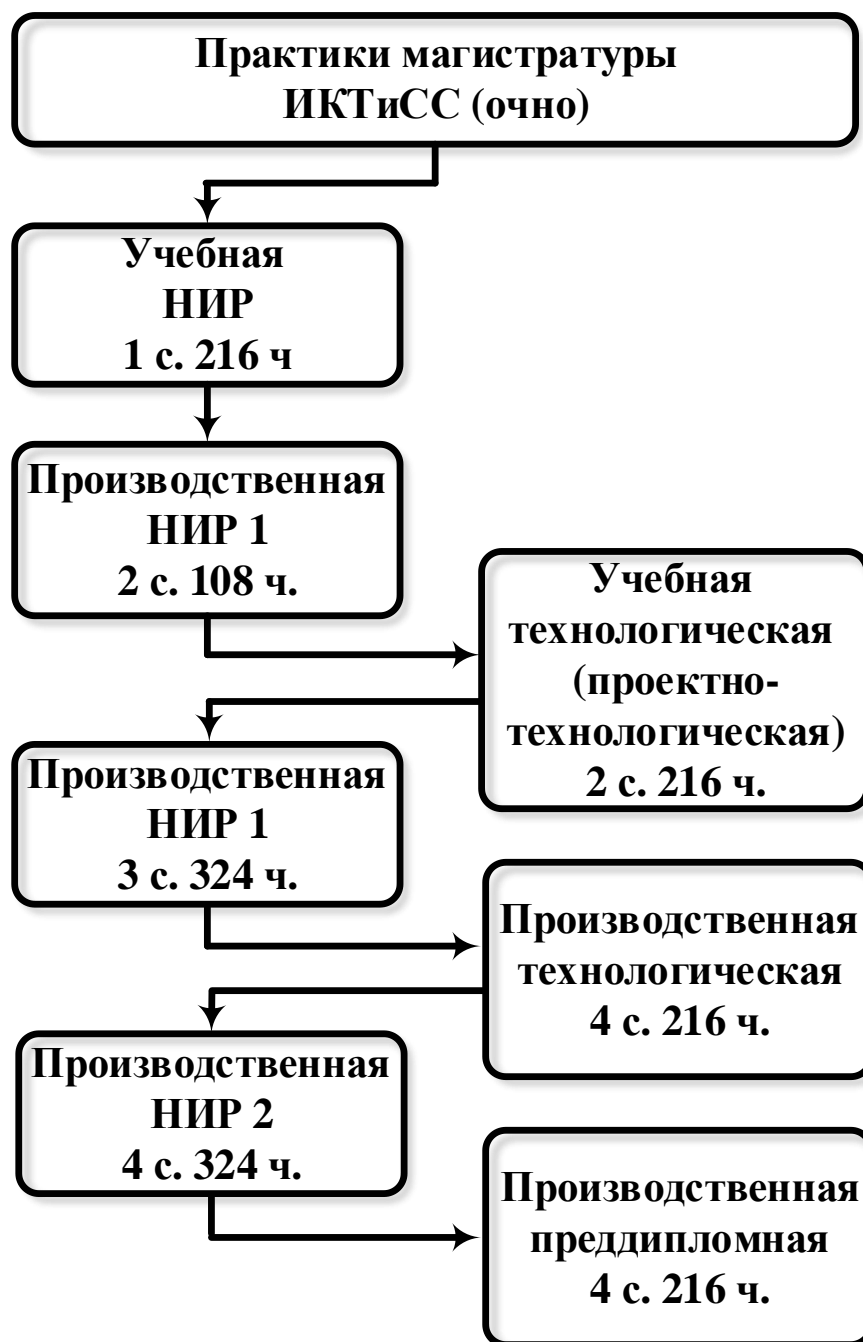 Практики магистратуры
ИКТиСС (очно)
Учебная
НИР
1 с. 216 ч
Производственная
НИР 1
2 с. 108 ч.
Учебная
технологическая
(проектно-
технологическая)
2 с. 216 ч.
Производственная
НИР 1
3 с. 324 ч.
Производственная
технологическая
4 с. 216 ч.
Производственная
НИР 2
4 с. 324 ч.
Производственная
преддипломная
4 с. 216 ч.